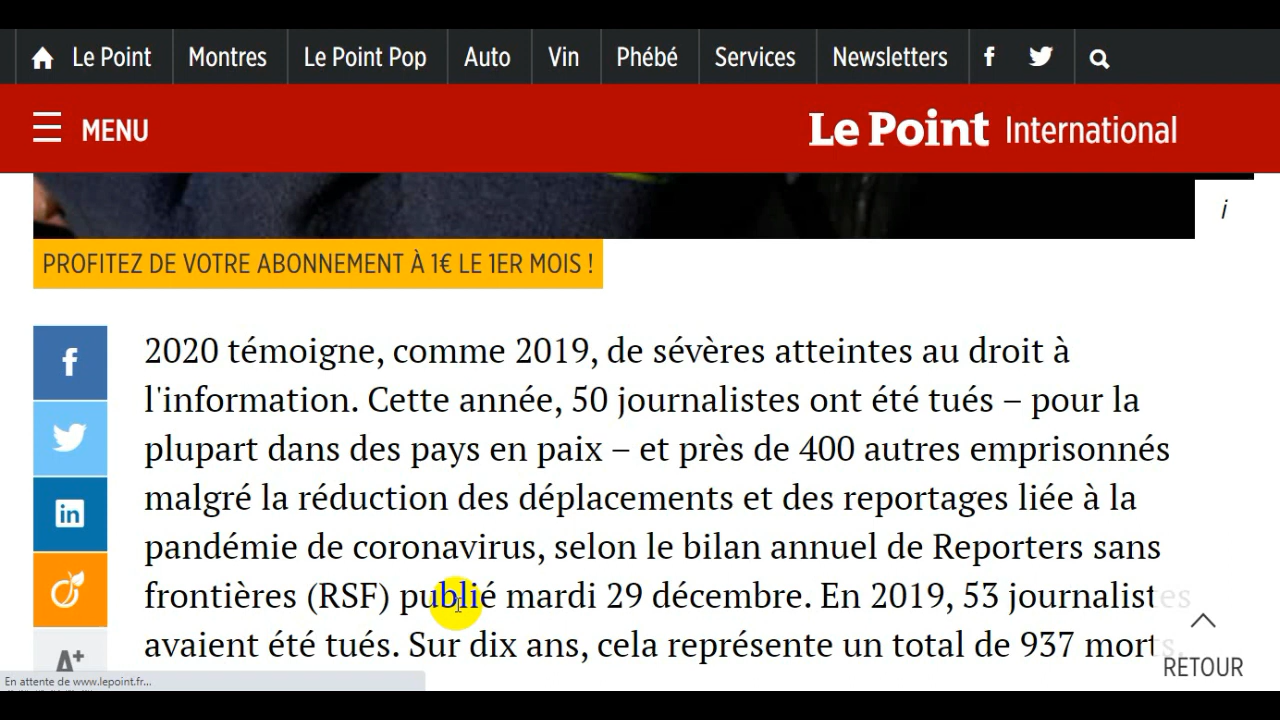 Le Point Montres Le Point Pop Auto Vin Phébé Services Newsletters
MENU
Le Point International
i
PROFITEZ DE VOTRE ABONNEMENT À 1€ LE 1ER MOIS !
2020 témoigne, comme 2019, de sévères atteintes au droit à
l'information. Cette année, 50 journalistes ont été tués – pour la
plupart dans des pays en paix – et près de 400 autres emprisonnés
malgré la réduction des déplacements et des reportages liée à la
pandémie de coronavirus, selon le bilan annuel de Reporters sans
frontières (RSF) publié mardi 29 décembre. En 2019, 53 journalistes
avaient été tués. Sur dix ans, cela représente un total de 937 morts.
A+
RETOUR
En attente de www.lepoint.fr...